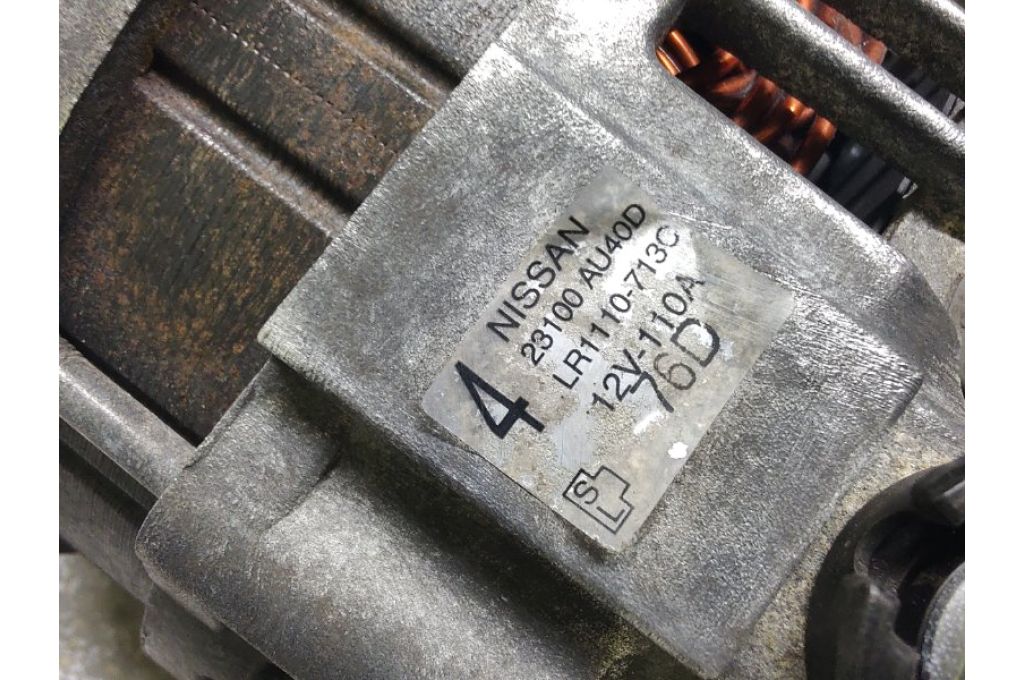 4
NISSAN
23100 AU40D
LR1110-713C
12V-110A
76D
S
L